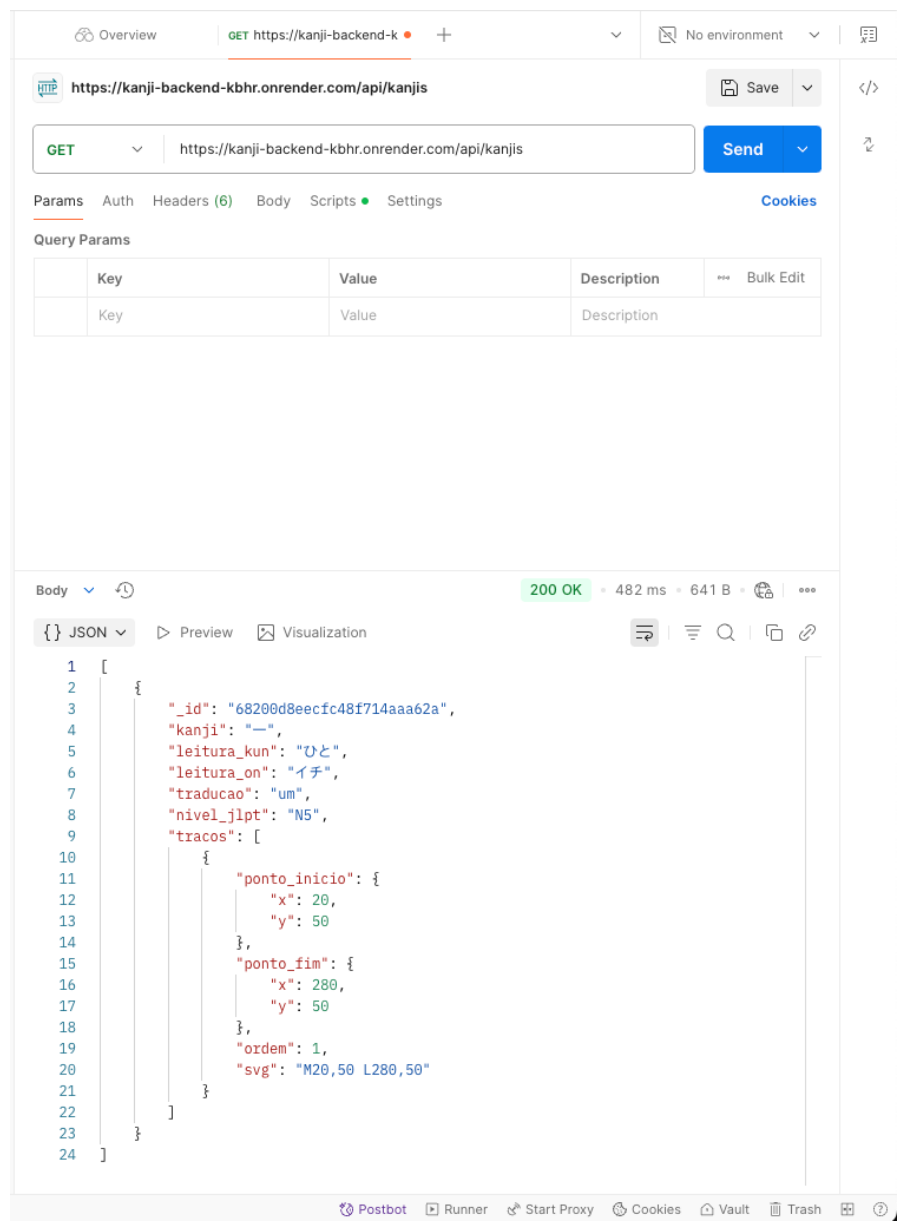 Overview GET https://kanji-backend-k No environment
https://kanji-backend-kbhr.onrender.com/api/kanjis Save
GET https://kanji-backend-kbhr.onrender.com/api/kanjis Send
Params Auth Headers (6) Body Scripts Settings Cookies
Query Params
Key Value Description Bulk Edit
Key Value Description
Body 200 OK 482 ms 641 B
{} JSON Preview Visualization
1 [
2 {
3 "_id": "68200d8eecfc48f714aaa62a",
4 "kanji": "一",
5 "leitura_kun": "ひと",
6 "leitura_on": "イチ",
7 "traducao": "um",
8 "nivel_jlpt": "N5",
9 "tracos": [
10 {
11 "ponto_inicio": {
12 "x": 20,
13 "y": 50
14 },
15 "ponto_fim": {
16 "x": 280,
17 "y": 50
18 },
19 "ordem": 1,
20 "svg": "M20,50 L280,50"
21 }
22 ]
23 }
24 ]
Postbot Runner Start Proxy Cookies Vault Trash